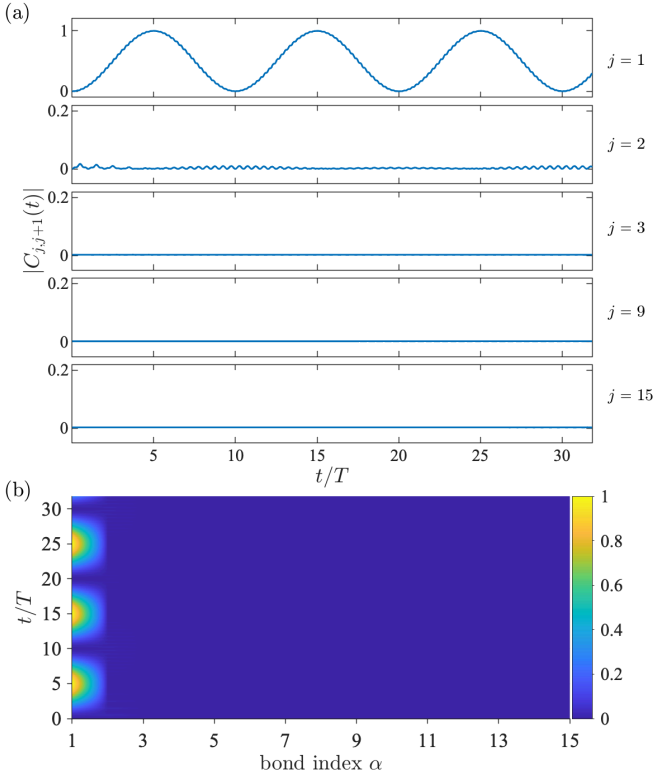 (a)
1
0
j = 1
0.2
0
j = 2
0.2
0
j = 3
0.2
0
j = 9
0.2
0
j = 15
|C_{j,j+1}(t)|
5 10 15 20 25 30
t/T
(b)
30
25
20
15
10
5
0
t/T
1 3 5 7 9 11 13 15
bond index α
1
0.8
0.6
0.4
0.2
0